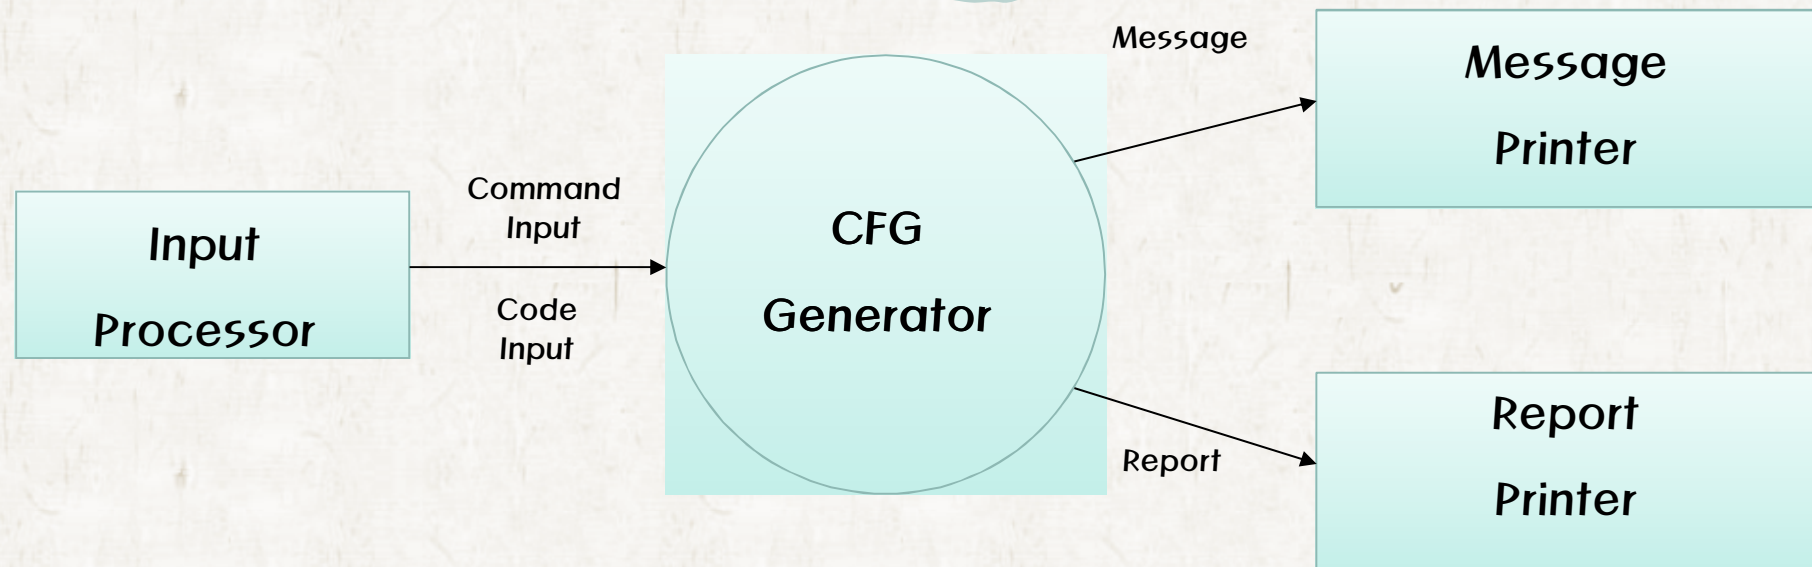 Input
Processor
Command
Input
Code
Input
CFG
Generator
Message
Message
Printer
Report
Report
Printer